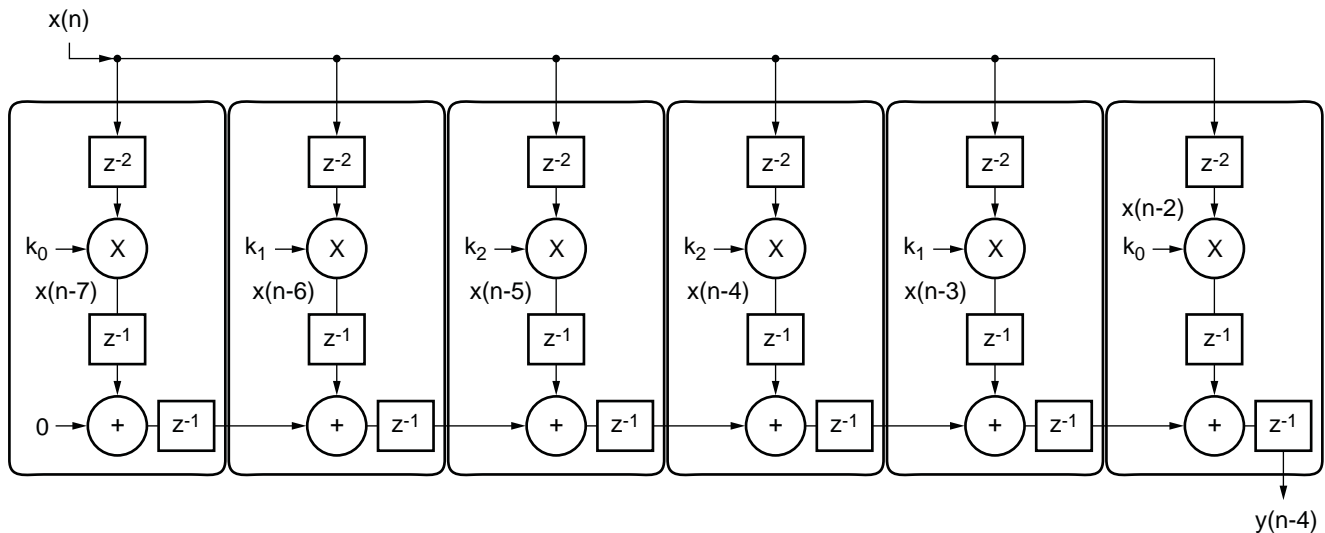 x(n)
z-2 z-2 z-2 z-2 z-2 z-2
x(n-2)
k0 X k1 X k2 X k2 X k1 X k0 X
x(n-7) x(n-6) x(n-5) x(n-4) x(n-3)
z-1 z-1 z-1 z-1 z-1 z-1
0 + z-1 + z-1 + z-1 + z-1 + z-1 + z-1
y(n-4)